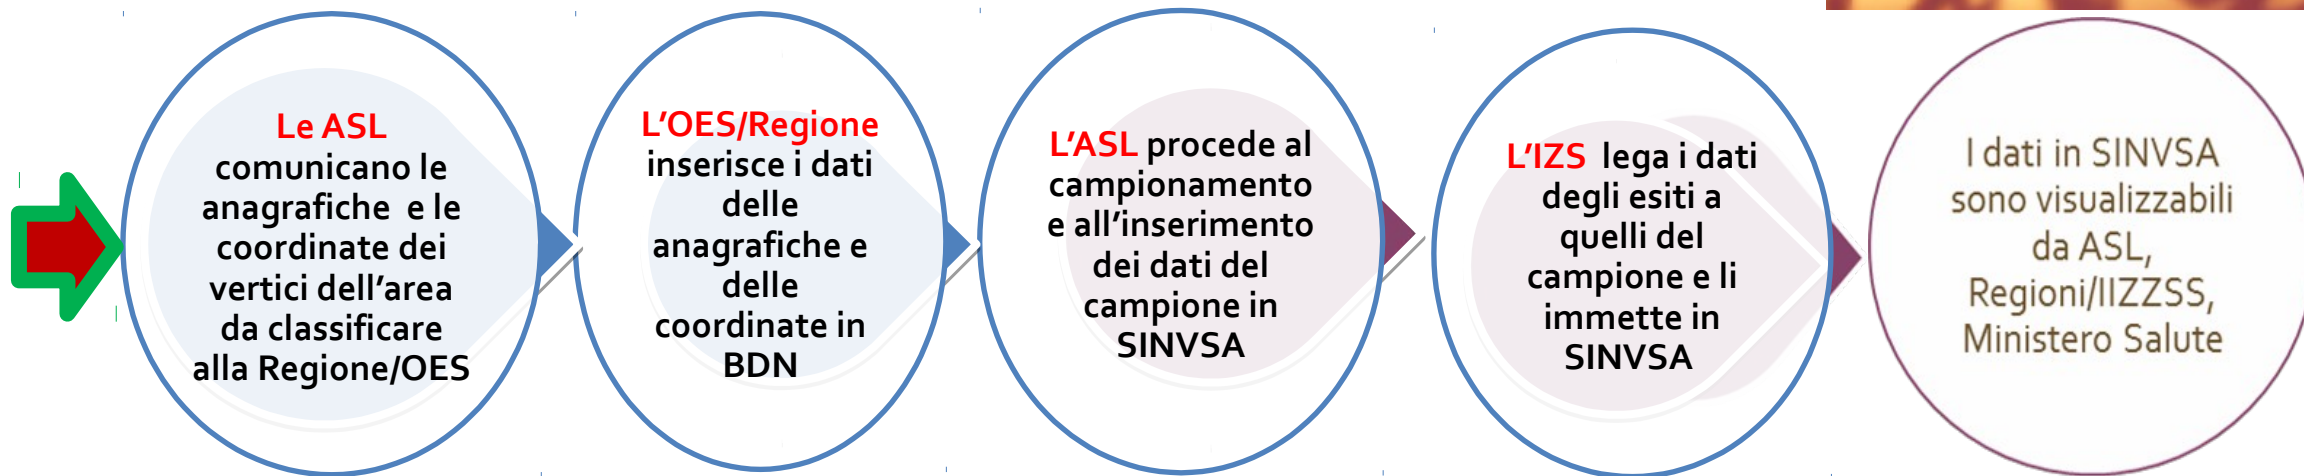 Le ASL
comunicano le
anagrafiche e le
coordinate dei
vertici dell’area
da classificare
alla Regione/OES
L’OES/Regione
inserisce i dati
delle
anagrafiche e
delle
coordinate in
BDN
L’ASL procede al
campionamento
e all’inserimento
dei dati del
campione in
SINVSA
L’IZS lega i dati
degli esiti a
quelli del
campione e li
immette in
SINVSA
I dati in SINVSA
sono visualizzabili
da ASL,
Regioni/IIZZSS,
Ministero Salute